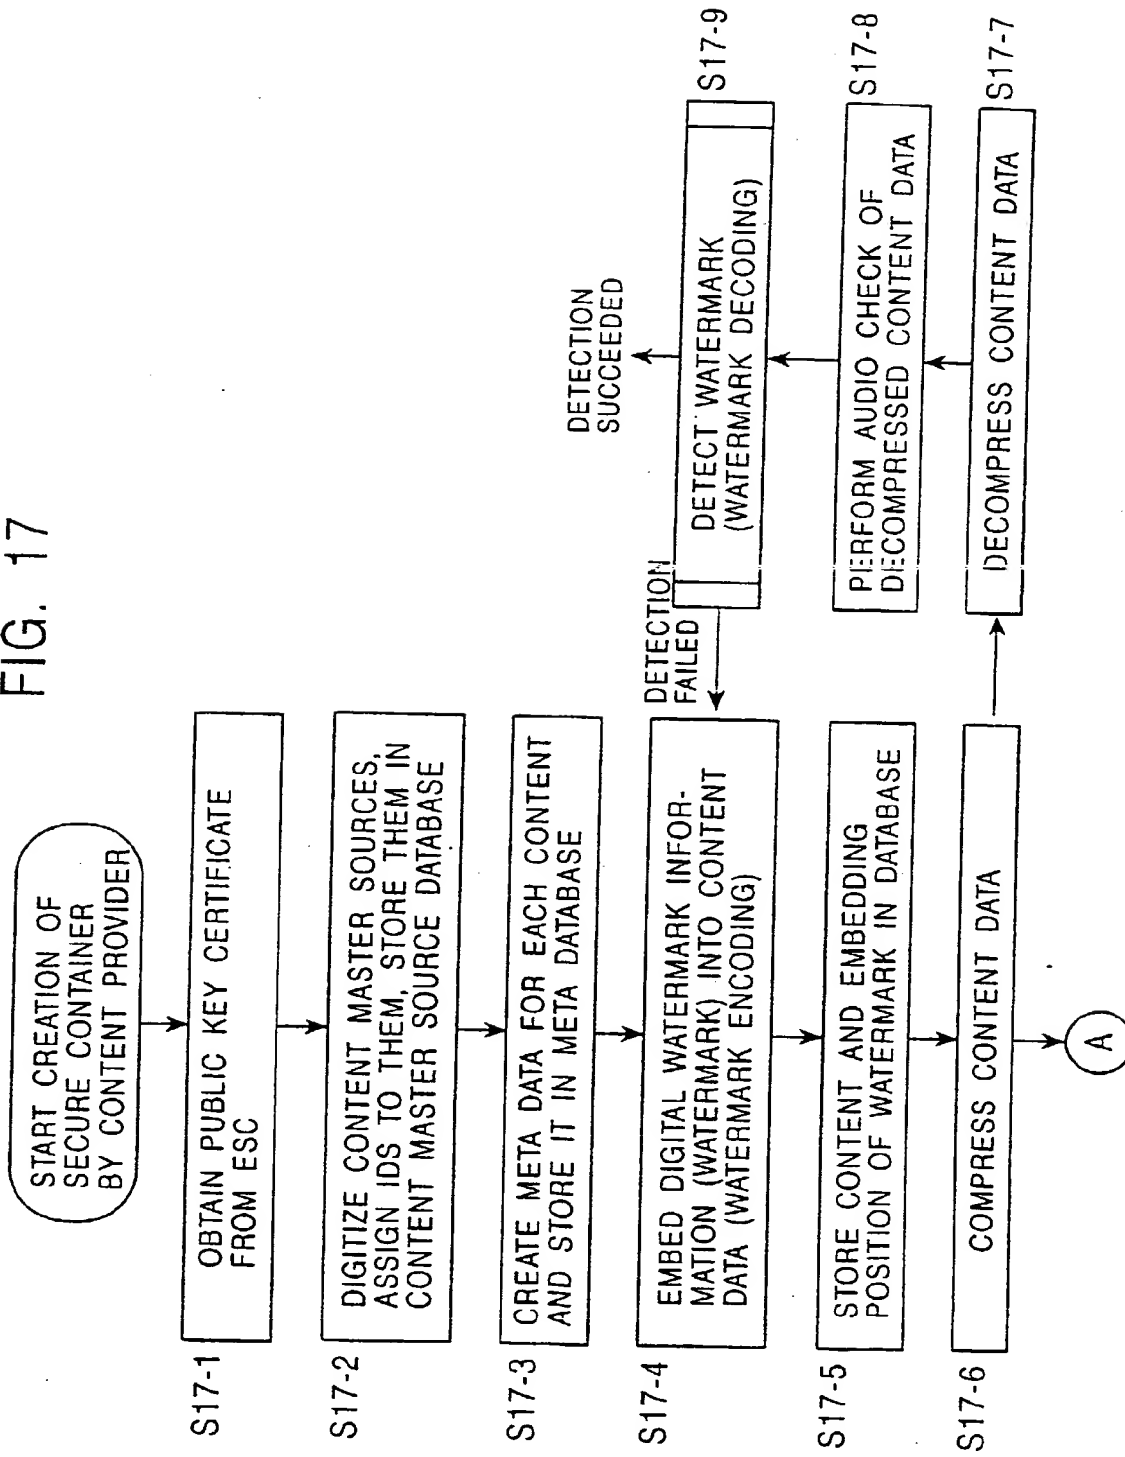 FIG. 17
START CREATION OF
SECURE CONTAINER
BY CONTENT PROVIDER
S17-1
OBTAIN PUBLIC KEY CERTIFICATE
FROM ESC
S17-2
DIGITIZE CONTENT MASTER SOURCES,
ASSIGN IDS TO THEM, STORE THEM IN
CONTENT MASTER SOURCE DATABASE
S17-3
CREATE META DATA FOR EACH CONTENT
AND STORE IT IN META DATABASE
S17-4
EMBED DIGITAL WATERMARK INFOR-
MATION (WATERMARK) INTO CONTENT
DATA (WATERMARK ENCODING)
S17-5
STORE CONTENT AND EMBEDDING
POSITION OF WATERMARK IN DATABASE
S17-6
COMPRESS CONTENT DATA
A
DECOMPRESS CONTENT DATA
S17-7
PERFORM AUDIO CHECK OF
DECOMPRESSED CONTENT DATA
S17-8
DETECT WATERMARK
(WATERMARK DECODING)
S17-9
DETECTION
SUCCEEDED
DETECTION
FAILED